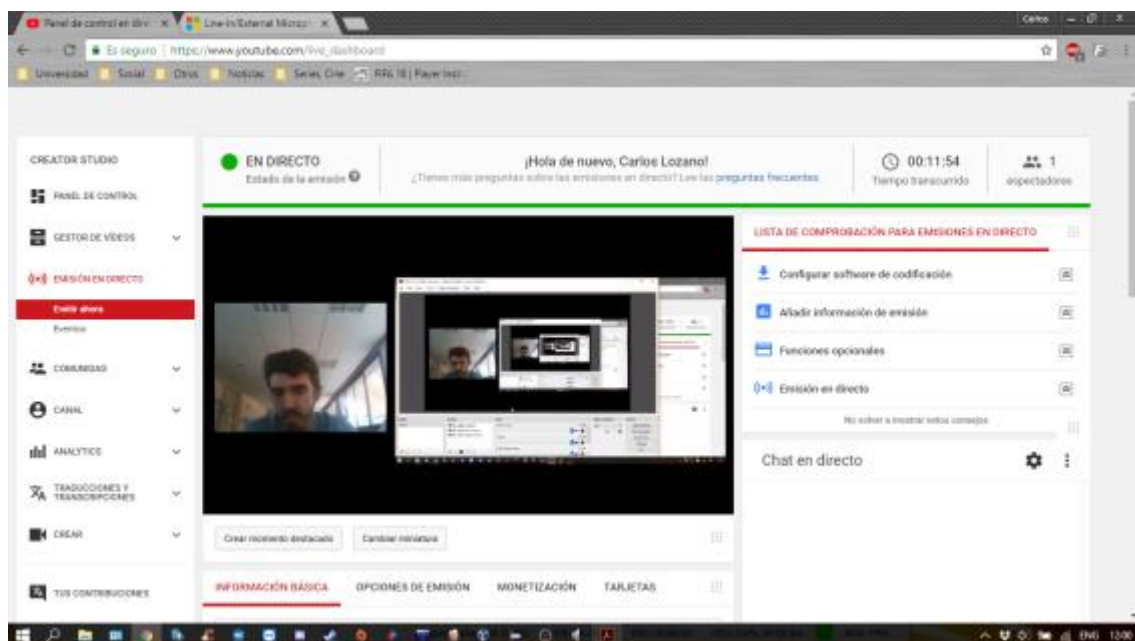 Panel de control en dir
Line-In/External Microp
Carlos
Es seguro
https://www.youtube.com/live_dashboard
Universidad
Social
Otros
Noticias
Series, Cine
CREATOR STUDIO
PANEL DE CONTROL
GESTOR DE VÍDEOS
EMISIÓN EN DIRECTO
Emitir ahora
Eventos
COMUNIDAD
CANAL
ANALYTICS
TRADUCCIONES Y
TRANSCRIPCIONES
CREAR
TUS CONTRIBUCIONES
EN DIRECTO
Estado de la emisión
¡Hola de nuevo, Carlos Lozano!
¿Tienes más preguntas sobre las emisiones en directo? Lee las preguntas frecuentes
00:11:54
Tiempo transcurrido
1
espectadores
Crear momento destacado
Cambiar miniatura
INFORMACIÓN BÁSICA
OPCIONES DE EMISIÓN
MONETIZACIÓN
TARJETAS
LISTA DE COMPROBACIÓN PARA EMISIONES EN DIRECTO
Configurar software de codificación
Añadir información de emisión
Funciones opcionales
Emisión en directo
No volver a mostrar estos consejos
Chat en directo
ENG